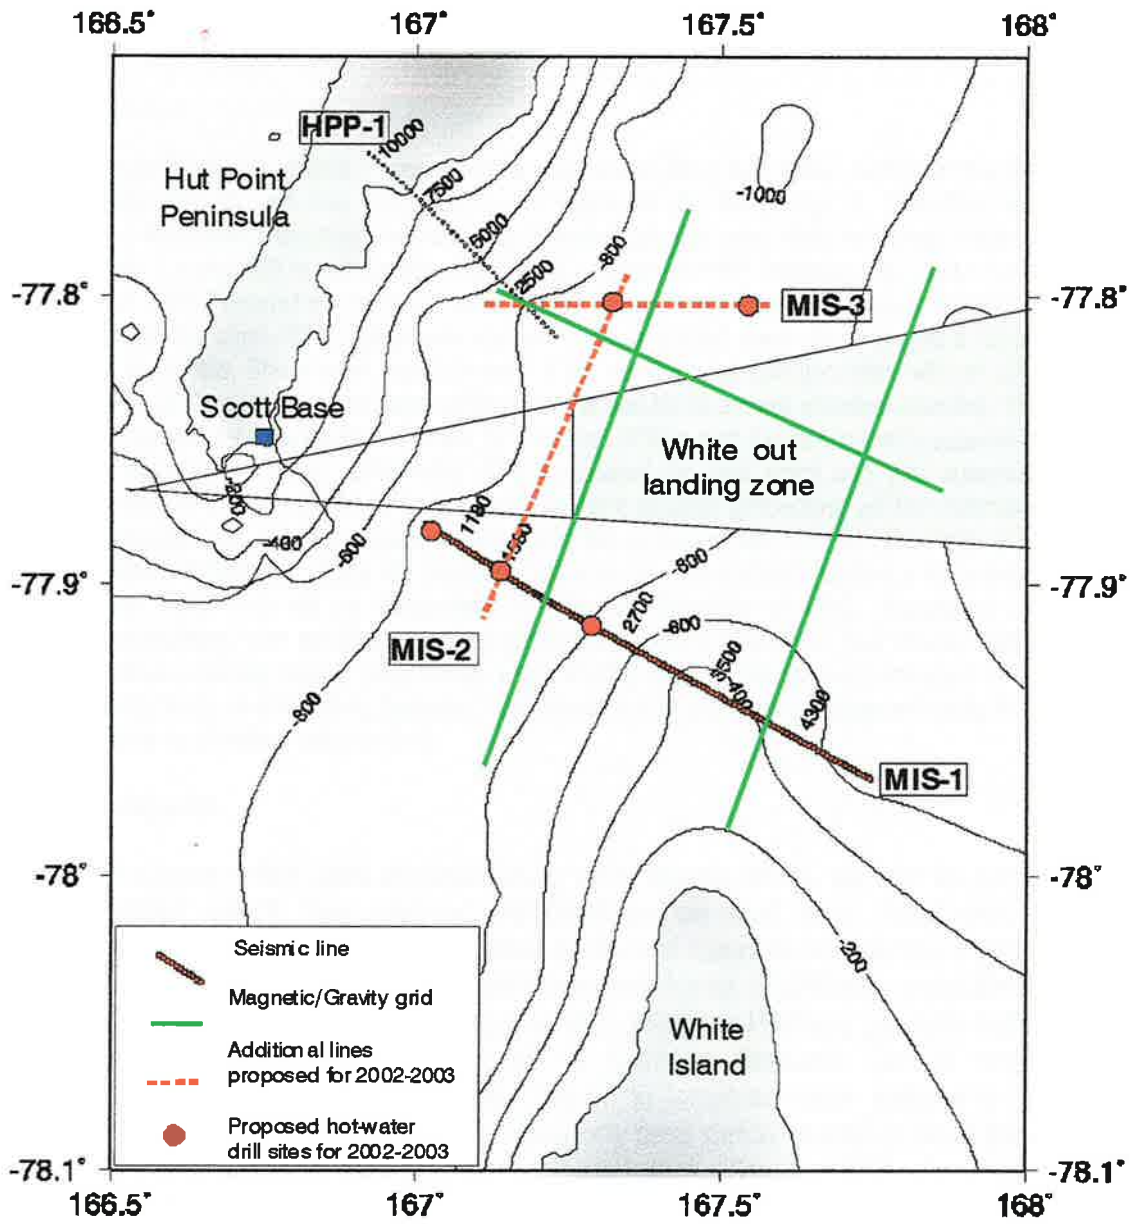 166.5°
167°
167.5°
168°
HPP-1
10000
Hut Point
Peninsula
7500
-1000
5000
-800
2500
-77.8°
MIS-3
-77.8°
Scott Base
White out
landing zone
-200
1180
-400
-600
-800
-77.9°
-77.9°
2700
-600
MIS-2
3500
-400
-800
4300
MIS-1
-78°
-78°
Seismic line
-200
Magnetic/Gravity grid
White
Island
Additional lines
proposed for 2002-2003
Proposed hot-water
drill sites for 2002-2003
-78.1°
-78.1°
166.5°
167°
167.5°
168°